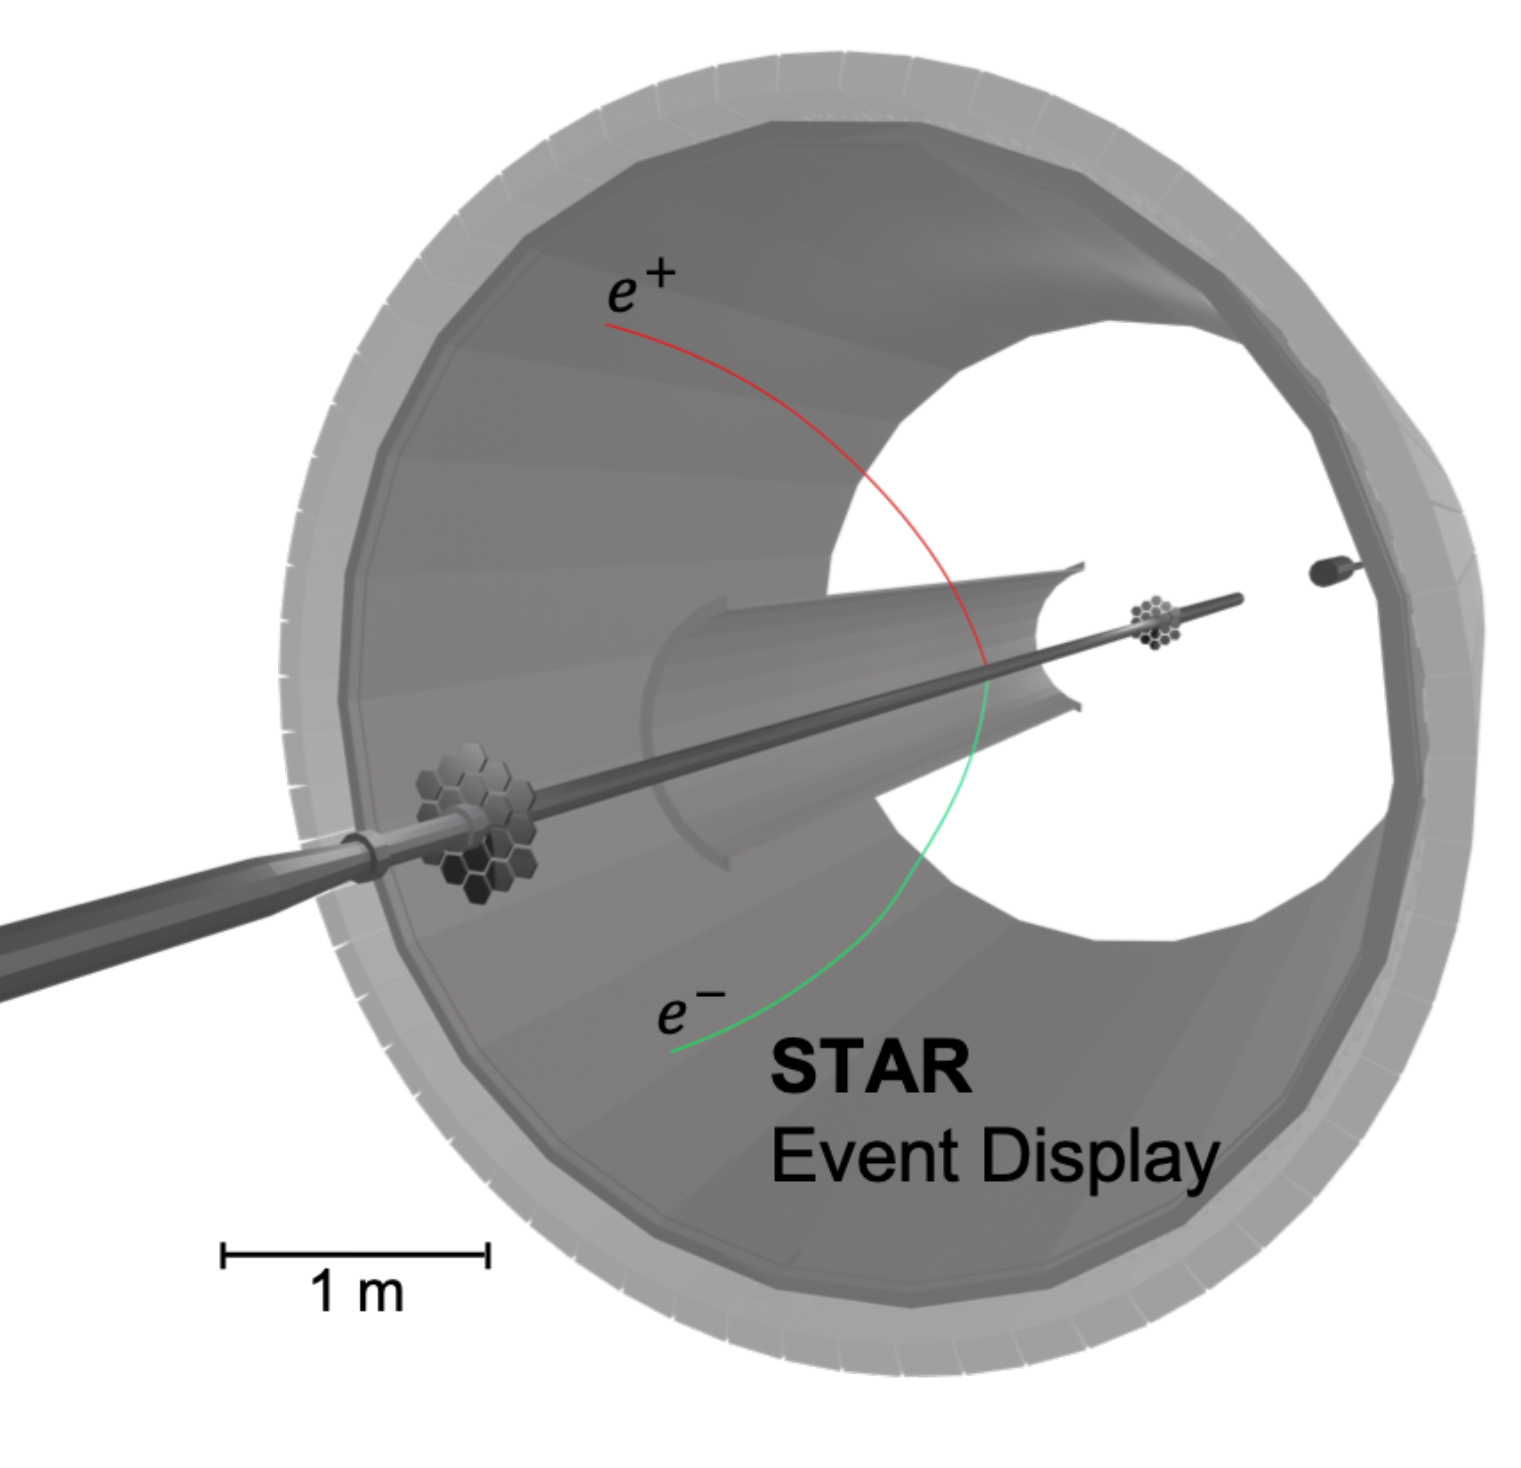 e⁺
e⁻
STAR
Event Display
1 m